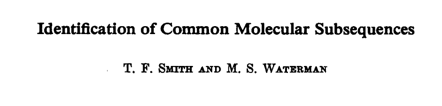 Identification of Common Molecular Subsequences
T. F. SMITH AND M. S. WATERMAN